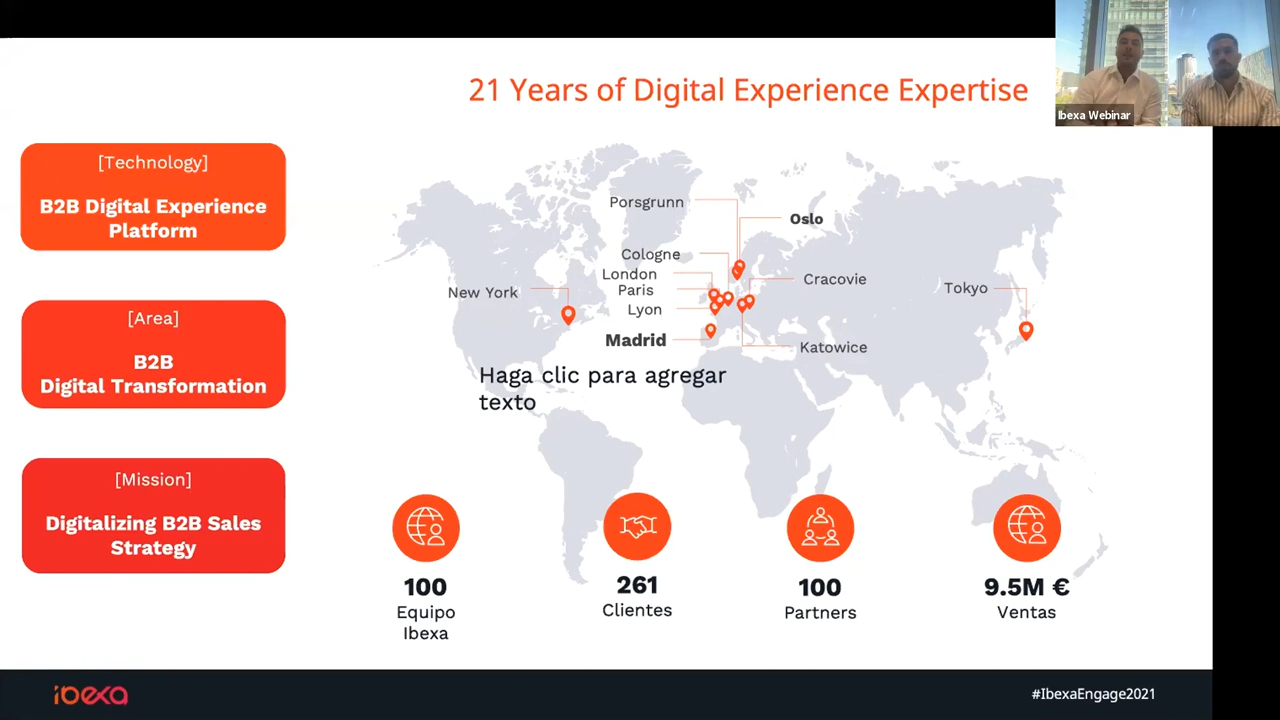 21 Years of Digital Experience Expertise
Ibexa Webinar
[Technology]
B2B Digital Experience
Platform
[Area]
B2B
Digital Transformation
[Mission]
Digitalizing B2B Sales
Strategy
Porsgrunn
Oslo
Cologne
London
Paris
Lyon
Madrid
New York
Cracovie
Katowice
Tokyo
Haga clic para agregar
texto
100
Equipo
Ibexa
261
Clientes
100
Partners
9.5M €
Ventas
ibexa
#IbexaEngage2021